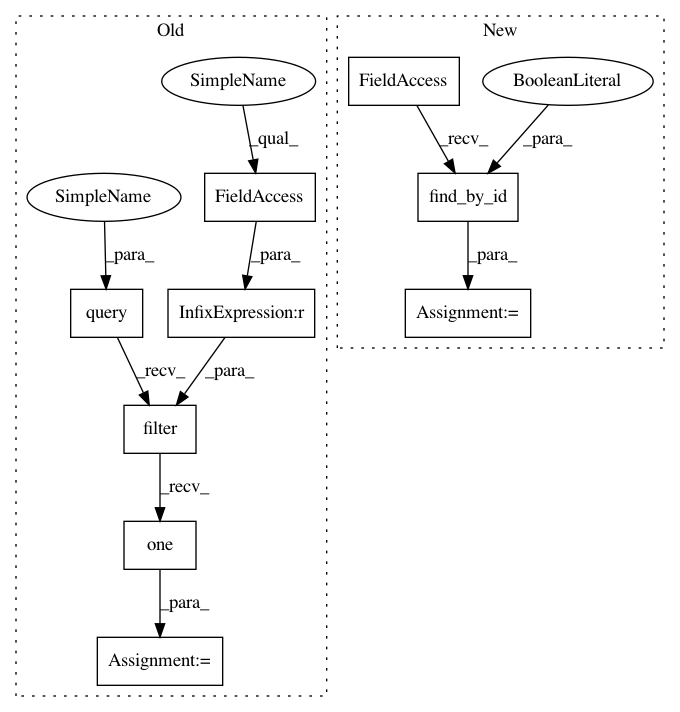 Old
New
SimpleName
FieldAccess
BooleanLiteral
_qual_
_recv_
_para_
SimpleName
FieldAccess
find_by_id
_para_
_para_
_para_
query
InfixExpression:r
Assignment:=
_recv_
_para_
filter
_recv_
one
_para_
Assignment:=